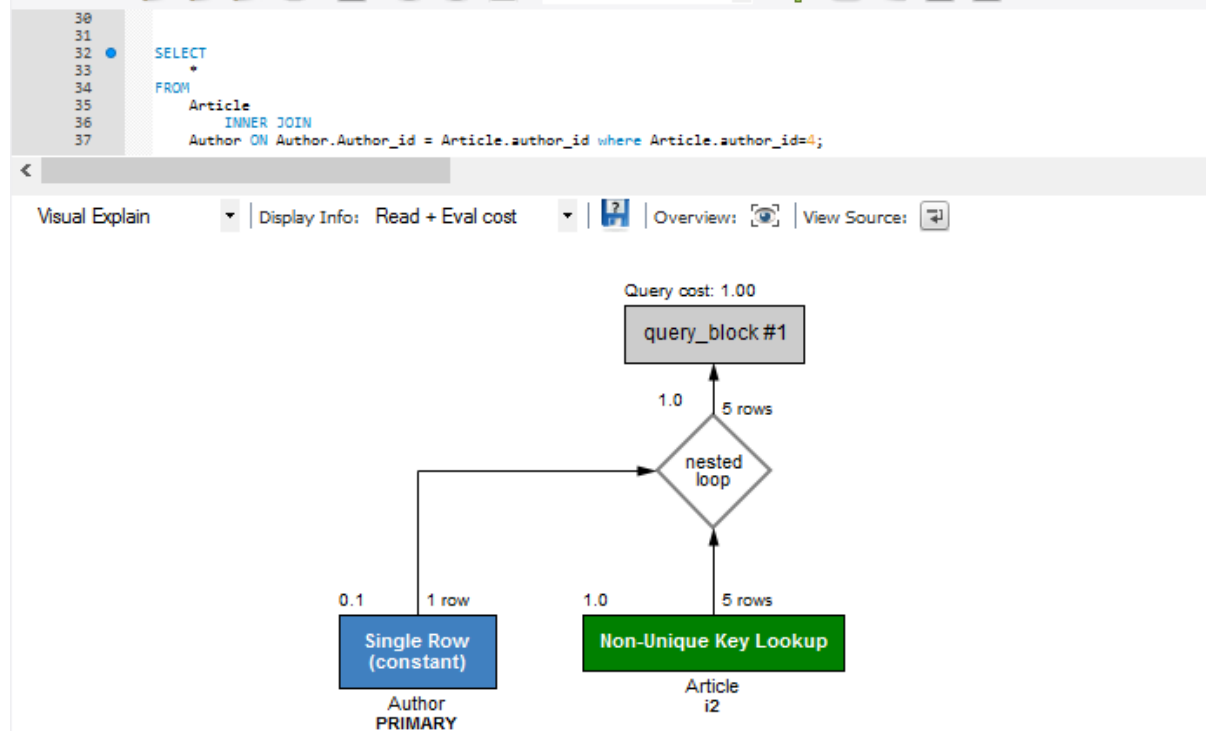 30
31
32 SELECT
33 *
34 FROM
35 Article
36 INNER JOIN
37 Author ON Author.Author_id = Article.author_id where Article.author_id=4;
<
Visual Explain Display Info: Read + Eval cost ? Overview: View Source:
Query cost: 1.00
query_block #1
1.0 5 rows
nested
loop
0.1 1 row 1.0 5 rows
Single Row
(constant)
Non-Unique Key Lookup
Author
PRIMARY
Article
i2